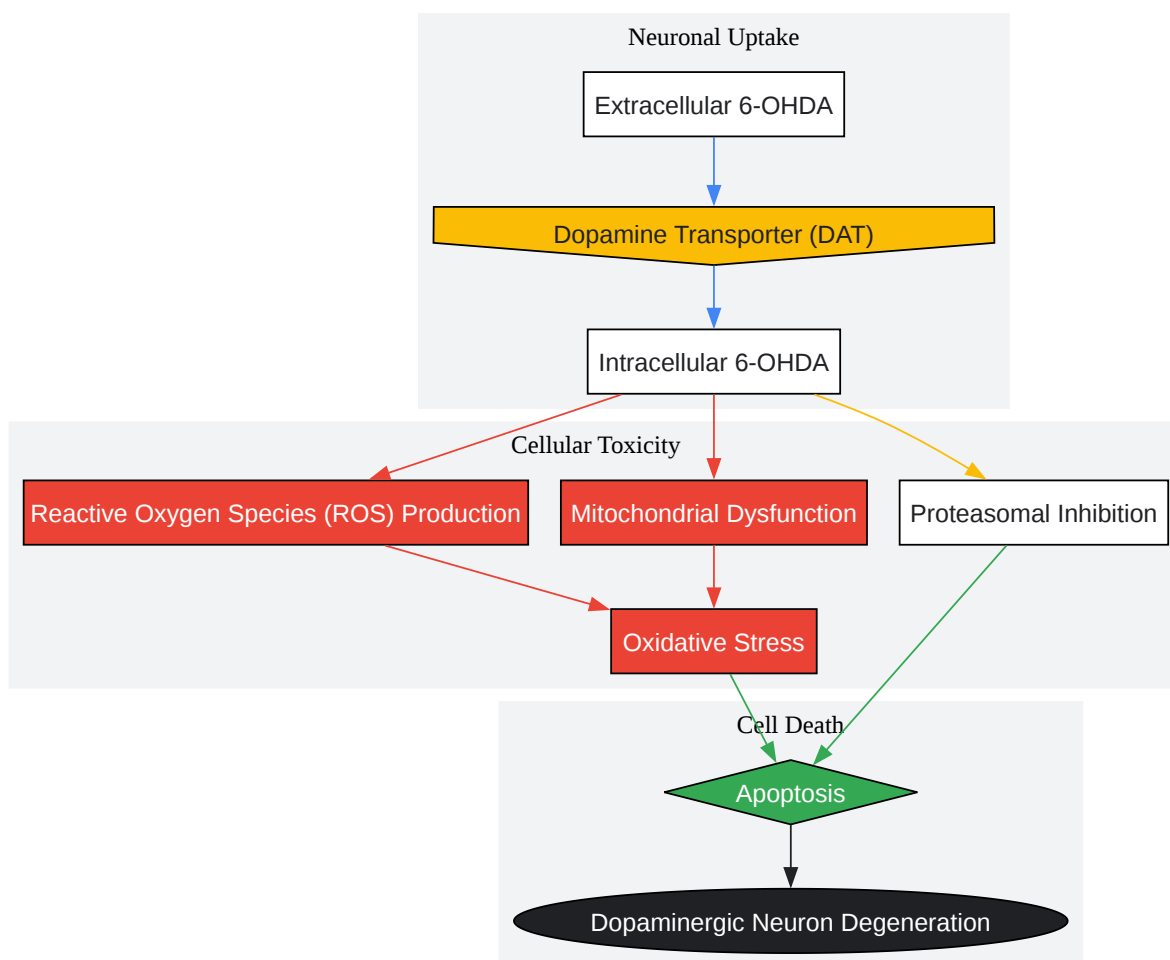 Neuronal Uptake
Extracellular 6-OHDA
Dopamine Transporter (DAT)
Intracellular 6-OHDA
Cellular Toxicity
Reactive Oxygen Species (ROS) Production
Mitochondrial Dysfunction
Proteasomal Inhibition
Oxidative Stress
Cell Death
Apoptosis
Dopaminergic Neuron Degeneration